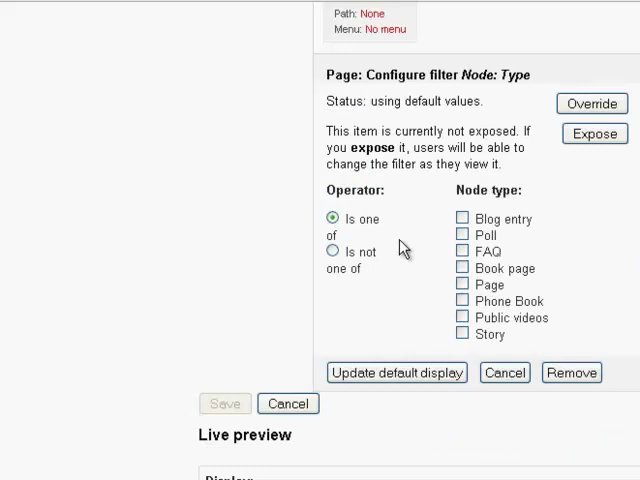 Path: None
Menu: No menu
Page: Configure filter Node: Type
Status: using default values.
Override
This item is currently not exposed. If
you expose it, users will be able to
change the filter as they view it.
Expose
Operator:
Is one
of
Is not
one of
Node type:
Blog entry
Poll
FAQ
Book page
Page
Phone Book
Public videos
Story
Update default display
Cancel
Remove
Save
Cancel
Live preview
Display: